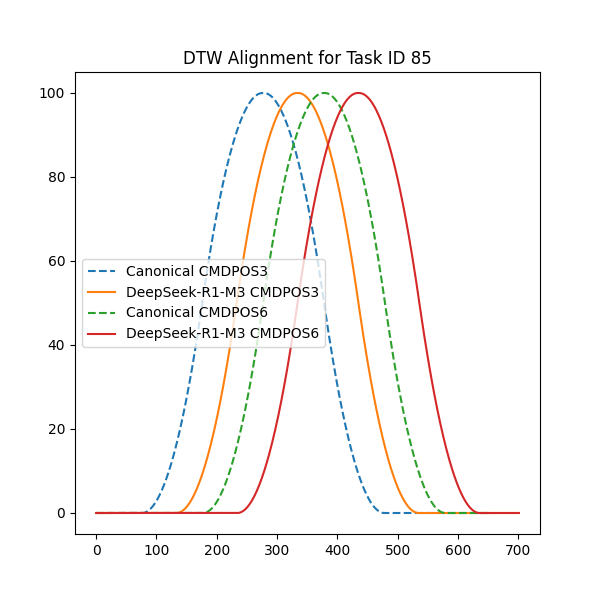 DTW Alignment for Task ID 85
100
80
60
40
20
0
Canonical CMDPOS3
DeepSeek-R1-M3 CMDPOS3
Canonical CMDPOS6
DeepSeek-R1-M3 CMDPOS6
0 100 200 300 400 500 600 700